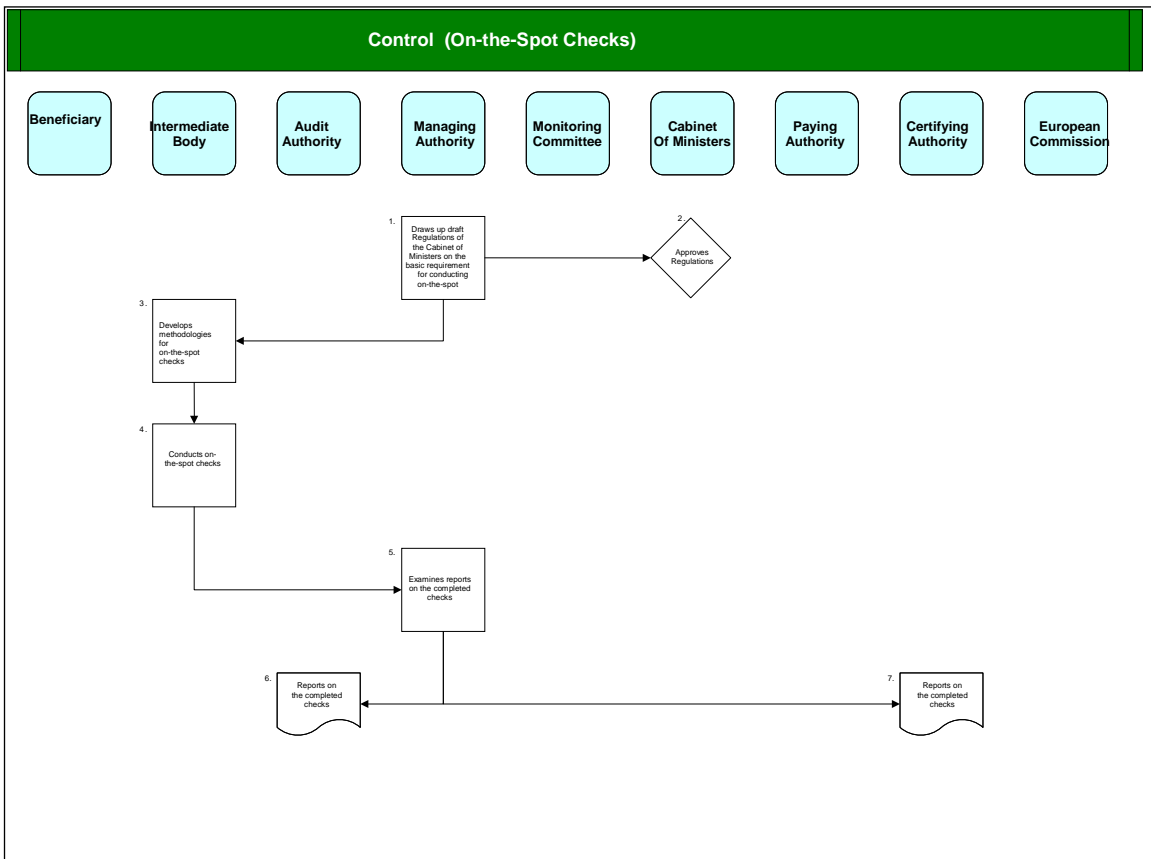 Control (On-the-Spot Checks)
Beneficiary
Intermediate
Body
Audit
Authority
Managing
Authority
Monitoring
Committee
Cabinet
Of Ministers
Paying
Authority
Certifying
Authority
European
Commission
1.
Draws up draft
Regulations of
the Cabinet of
Ministers on the
basic requirement
for conducting
on-the-spot
2.
Approves
Regulations
3.
Develops
methodologies
for
on-the-spot
checks
4.
Conducts on-
the-spot checks
5.
Examines reports
on the completed
checks
6.
Reports on
the completed
checks
7.
Reports on
the completed
checks